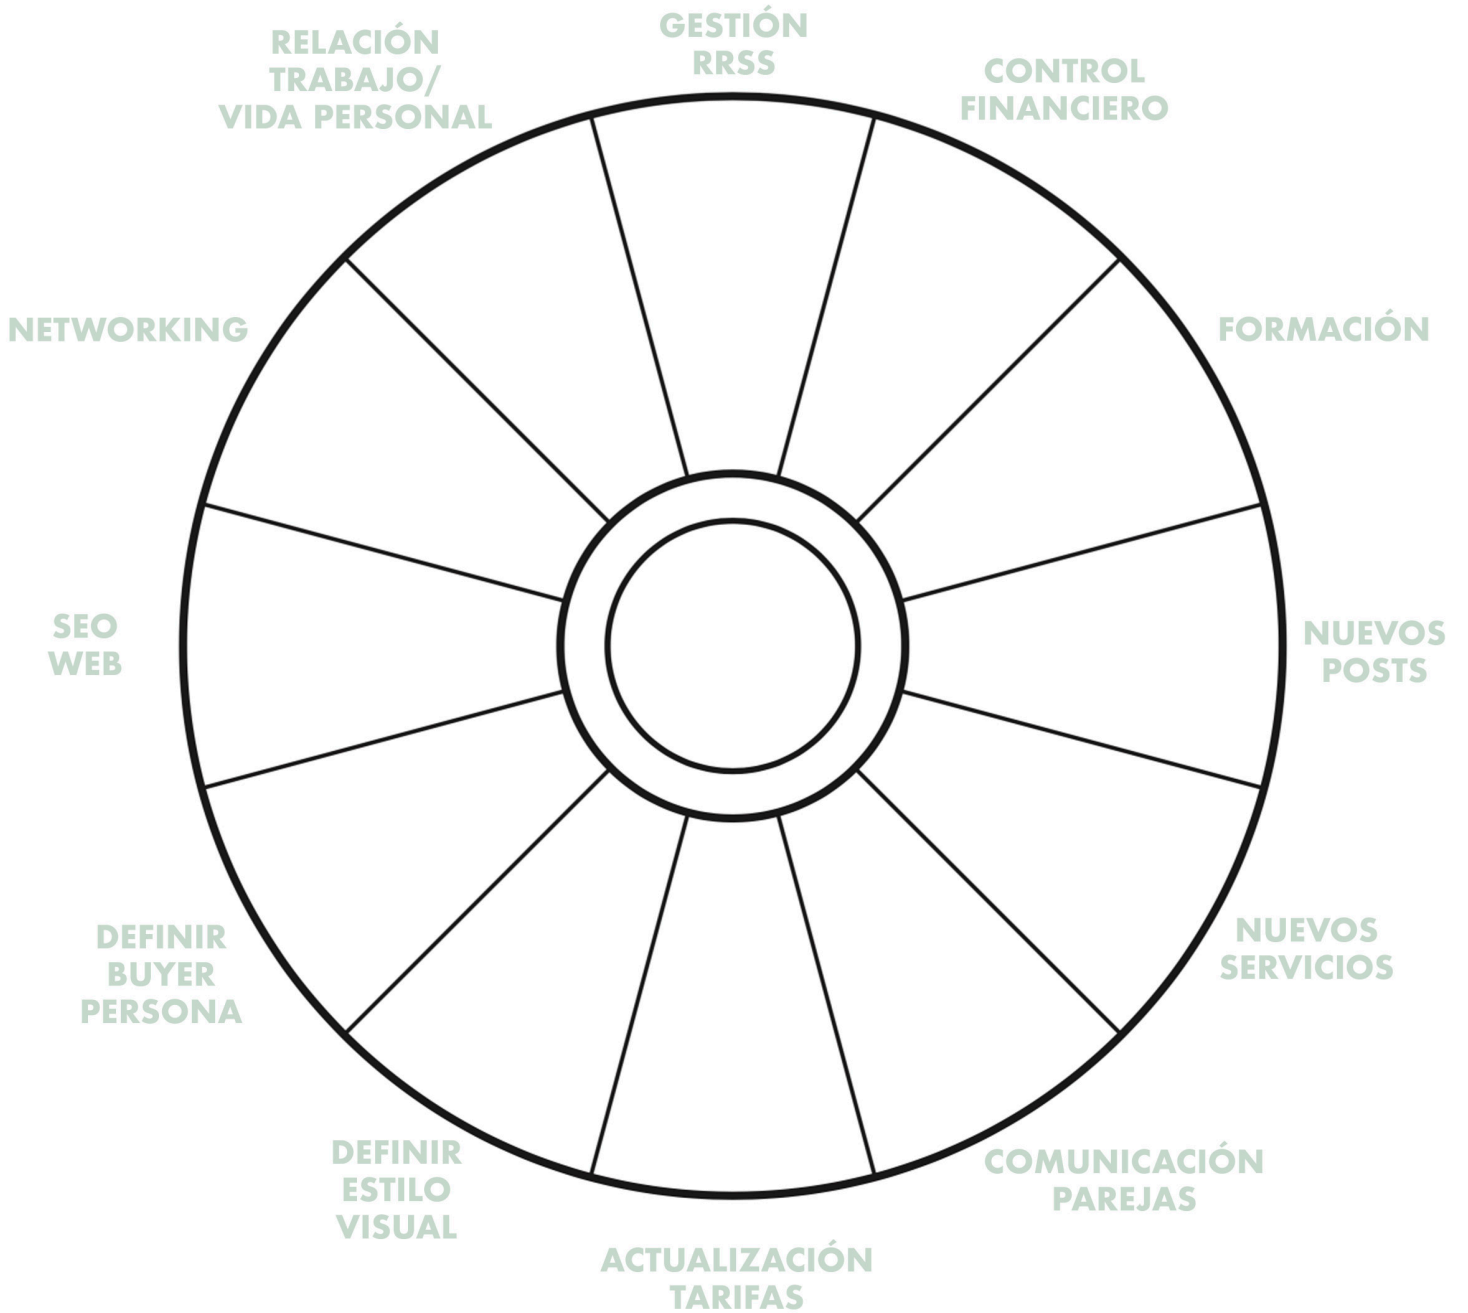 GESTIÓN
RRSS
CONTROL
FINANCIERO
FORMACIÓN
NUEVOS
POSTS
NUEVOS
SERVICIOS
COMUNICACIÓN
PAREJAS
ACTUALIZACIÓN
TARIFAS
DEFINIR
ESTILO
VISUAL
DEFINIR
BUYER
PERSONA
SEO
WEB
NETWORKING
RELACIÓN
TRABAJO/
VIDA PERSONAL